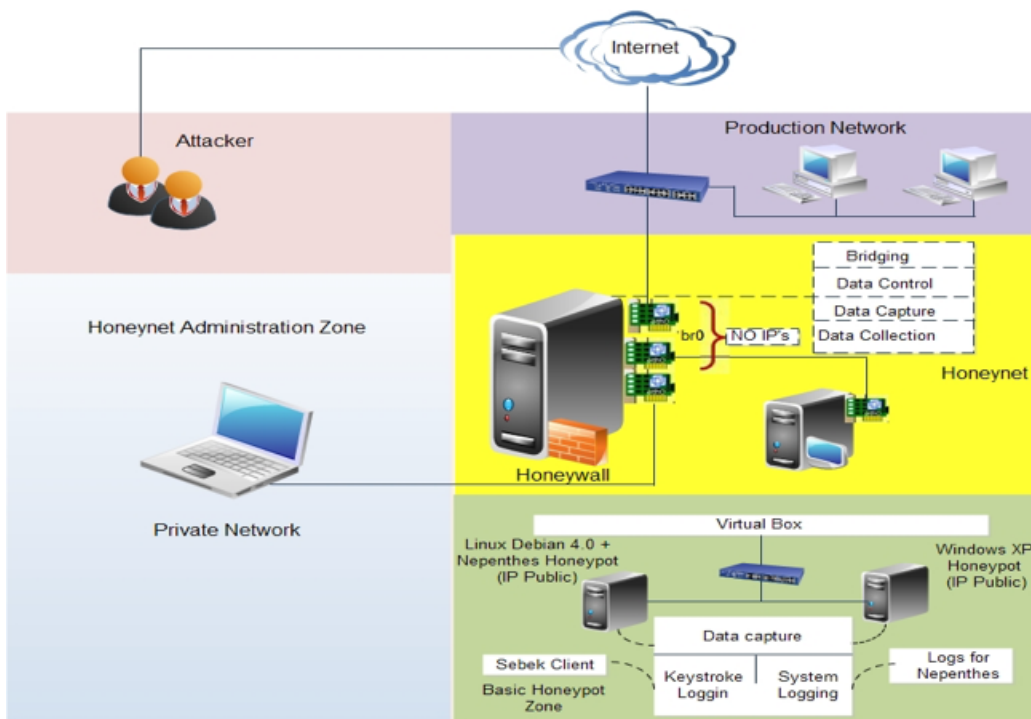 Internet
Attacker
Production Network
Honeynet Administration Zone
Bridging
Data Control
Data Capture
Data Collection
br0
NO IP's
Honeynet
Honeywall
Private Network
Virtual Box
Linux Debian 4.0 +
Nepenthes Honeypot
(IP Public)
Windows XP
Honeypot
(IP Public)
Data capture
Sebek Client
Keystroke
Loggin
System
Logging
Logs for
Nepenthes
Basic Honeypot
Zone